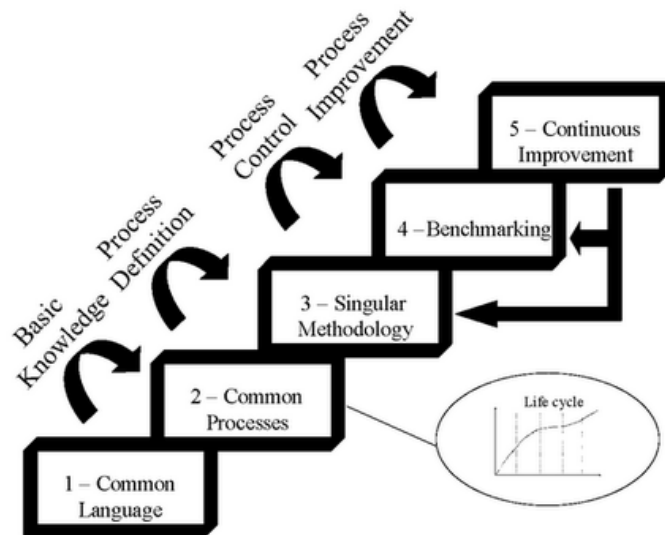 Process
Improvement
5 – Continuous
Improvement
Process
Control
4 – Benchmarking
Process
Definition
3 – Singular
Methodology
Basic
Knowledge
2 – Common
Processes
Life cycle
1 – Common
Language